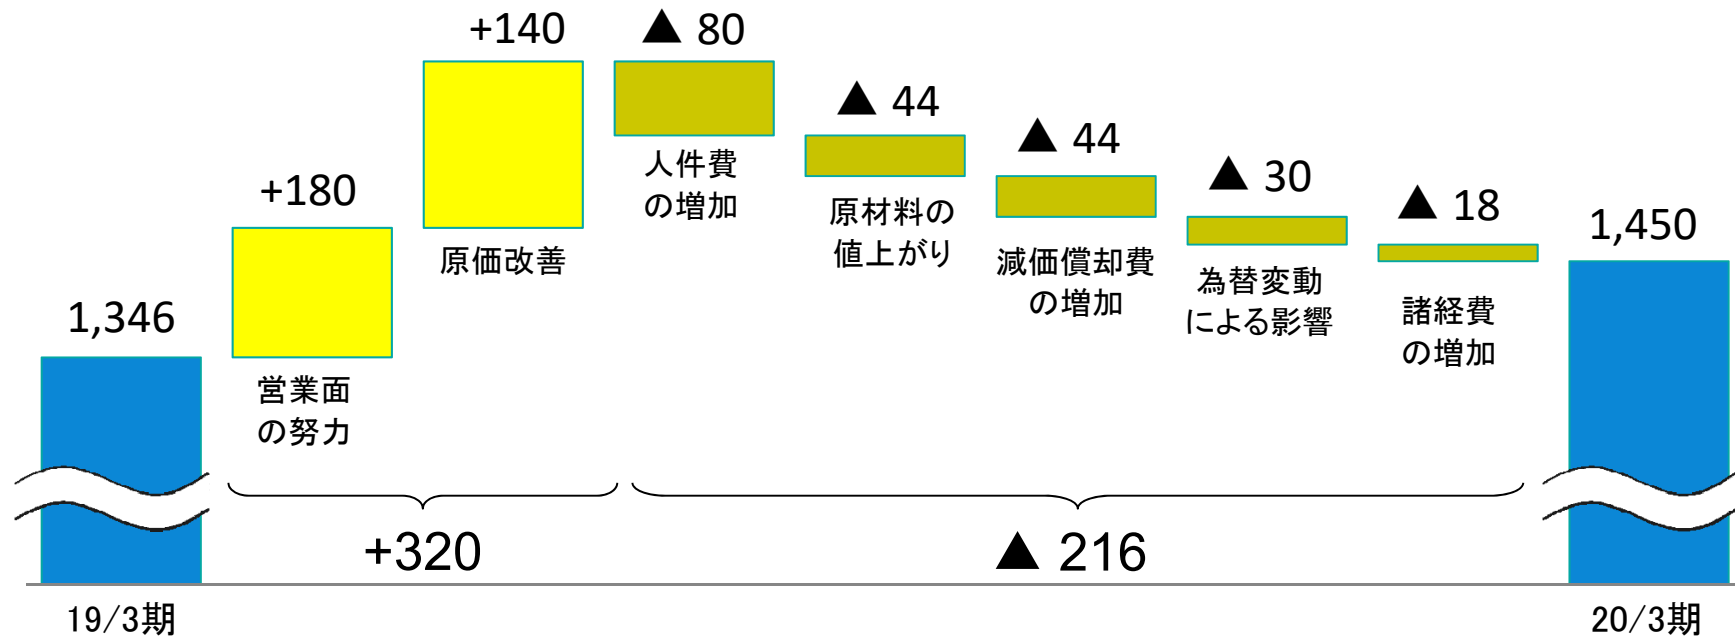 1,346
+180
営業面
の努力
+140
原価改善
▲ 80
人件費
の増加
▲ 44
原材料の
値上がり
▲ 44
減価償却費
の増加
▲ 30
為替変動
による影響
▲ 18
諸経費
の増加
1,450
+320
▲ 216
19/3期
20/3期